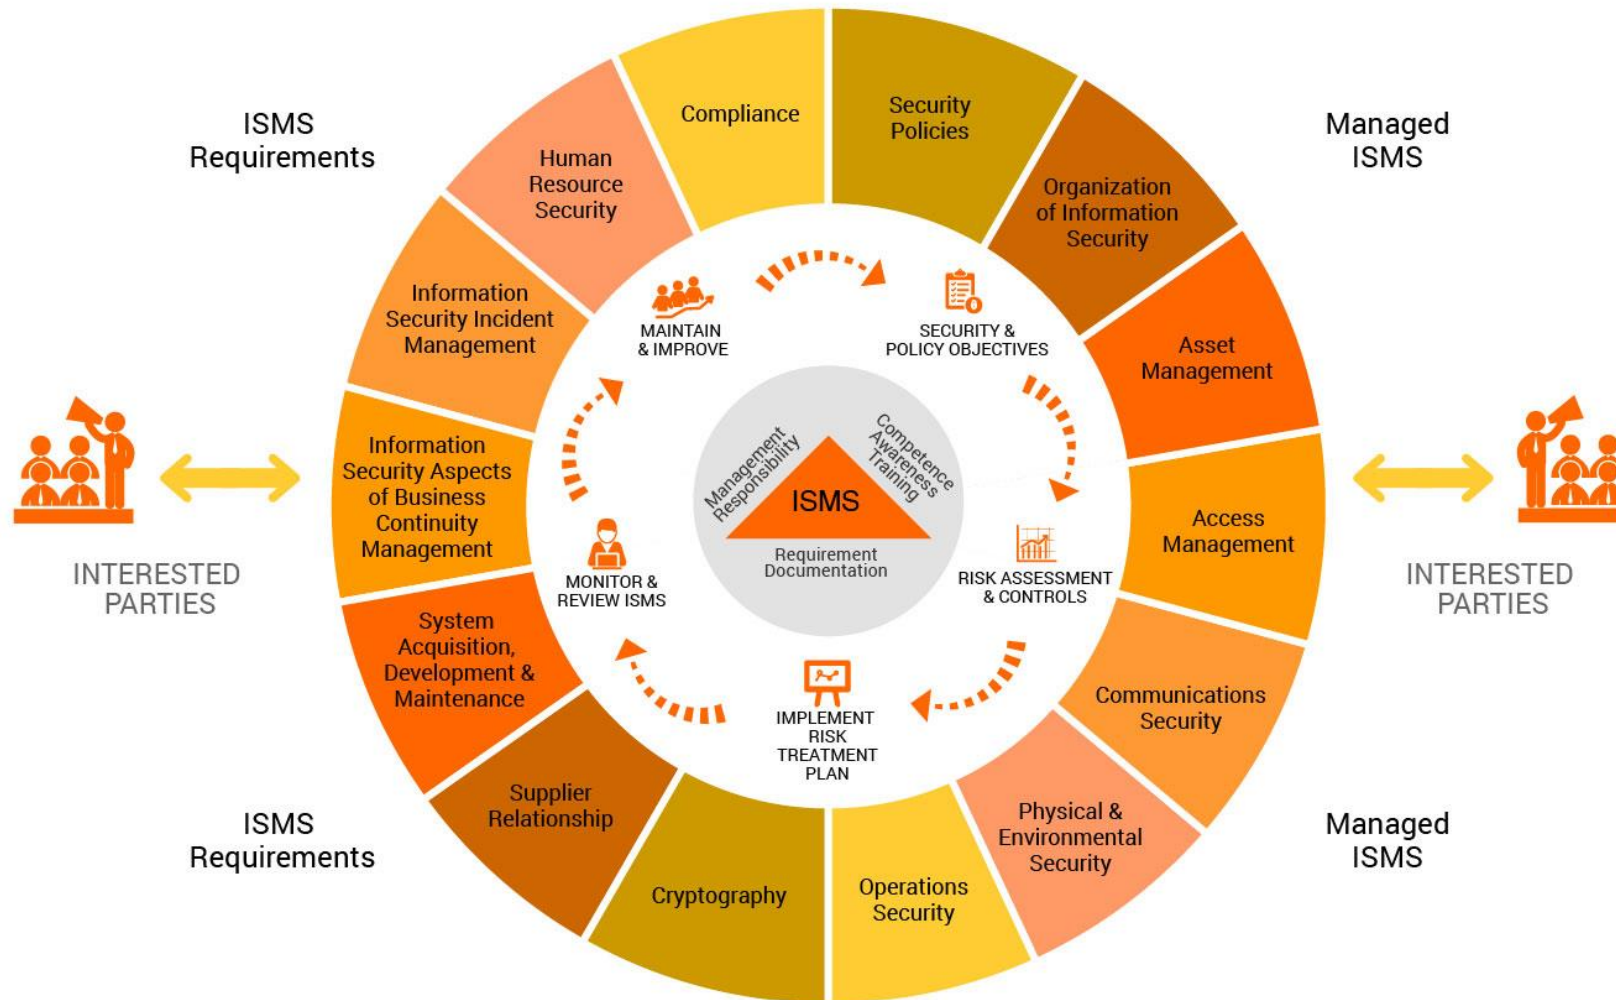 ISMS
Requirements
Managed
ISMS
Compliance
Security
Policies
Organization
of Information
Security
Asset
Management
Access
Management
Communications
Security
Physical &
Environmental
Security
Operations
Security
Cryptography
Supplier
Relationship
System
Acquisition,
Development &
Maintenance
Information
Security Aspects
of Business
Continuity
Management
Information
Security Incident
Management
Human
Resource
Security
MAINTAIN
& IMPROVE
SECURITY &
POLICY OBJECTIVES
RISK ASSESSMENT
& CONTROLS
IMPLEMENT
RISK
TREATMENT
PLAN
MONITOR &
REVIEW ISMS
Management
Responsibility
Competence
Awareness
Training
ISMS
Requirement
Documentation
INTERESTED
PARTIES
INTERESTED
PARTIES
ISMS
Requirements
Managed
ISMS